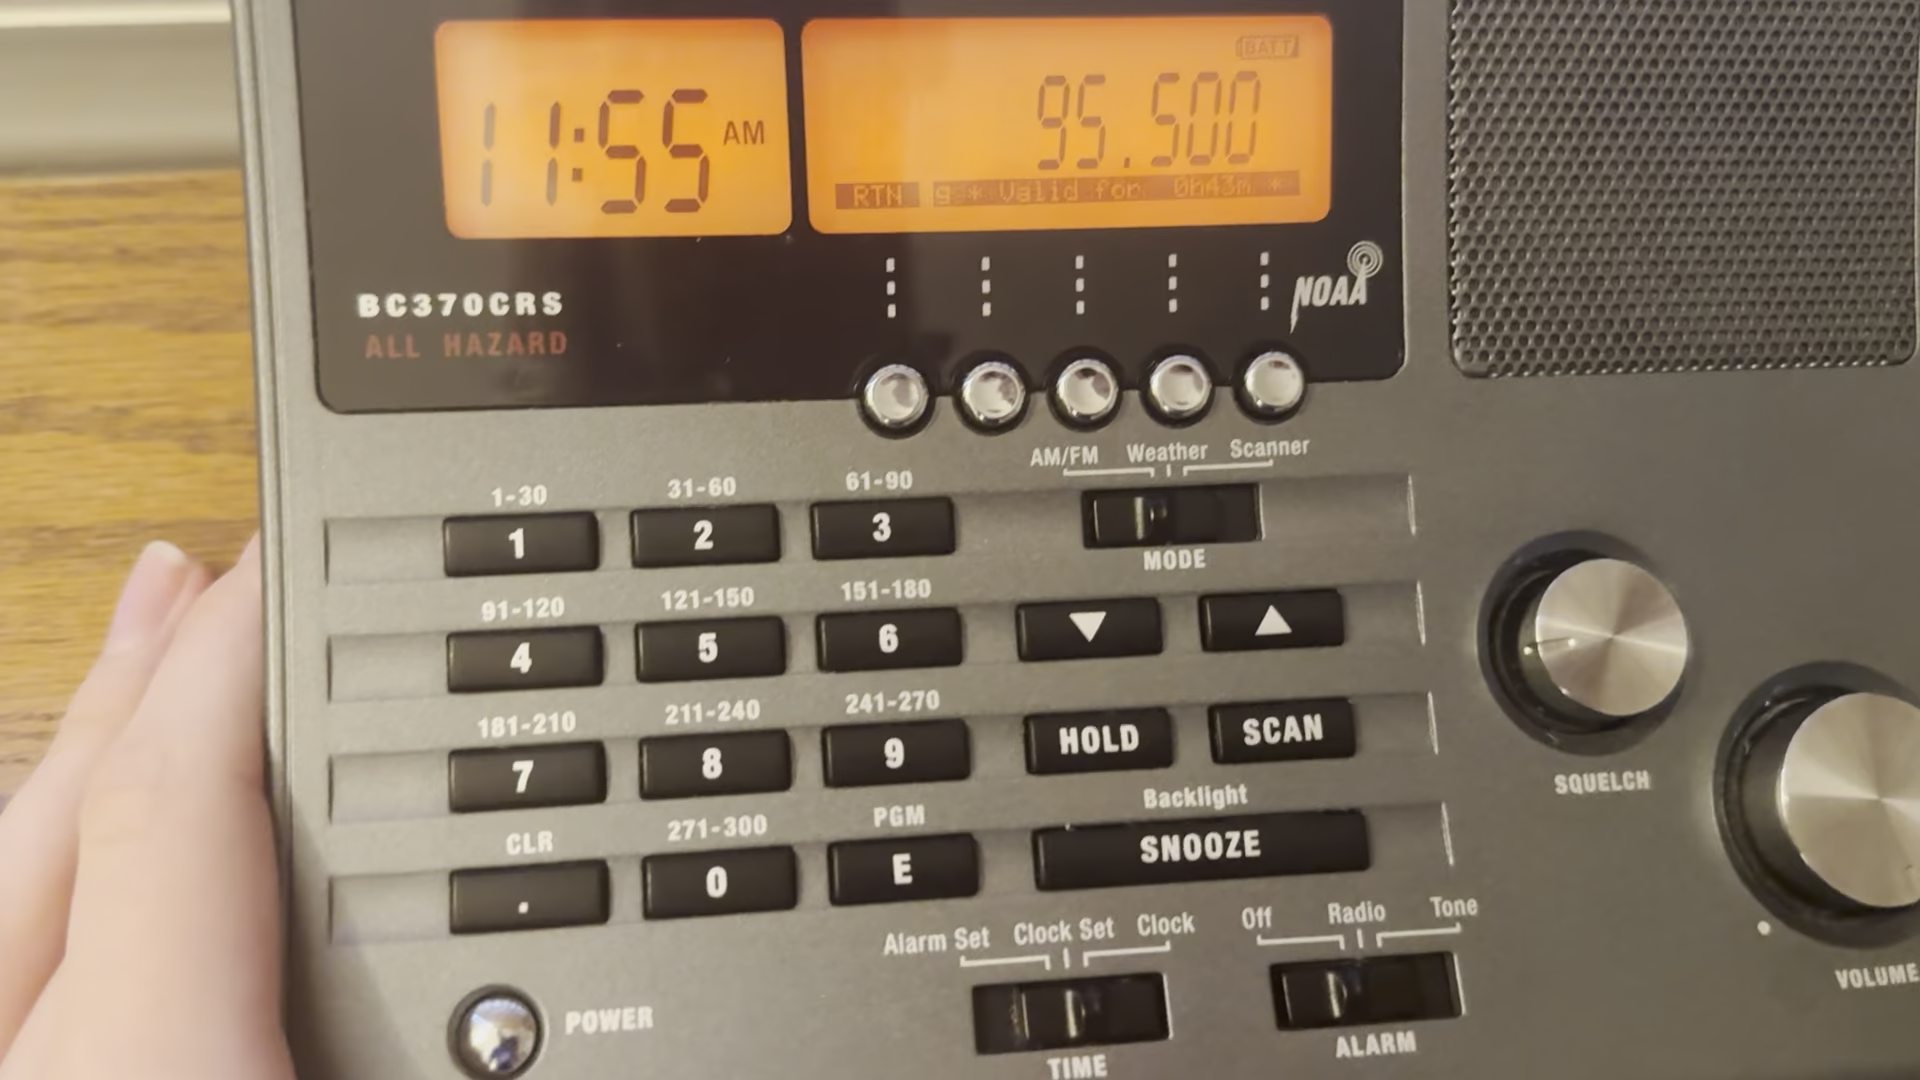 11:55 AM
BATT
95.500
RTN g * Valid for 0h43m *
BC370CRS
NOAA
ALL HAZARD
AM/FM Weather Scanner
1-30 31-60 61-90
1 2 3
MODE
91-120 121-150 151-180
4 5 6 ▼ ▲
181-210 211-240 241-270
7 8 9 HOLD SCAN
SQUELCH
CLR 271-300 PGM Backlight
. 0 E SNOOZE
Alarm Set Clock Set Clock Off Radio Tone
VOLUME
POWER
TIME ALARM